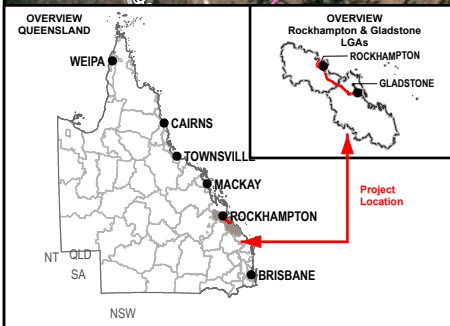 OVERVIEW
QUEENSLAND
WEIPA
CAIRNS
TOWNSVILLE
MACKAY
ROCKHAMPTON
BRISBANE
NT
QLD
SA
NSW
OVERVIEW
Rockhampton & Gladstone
LGAs
ROCKHAMPTON
GLADSTONE
Project
Location